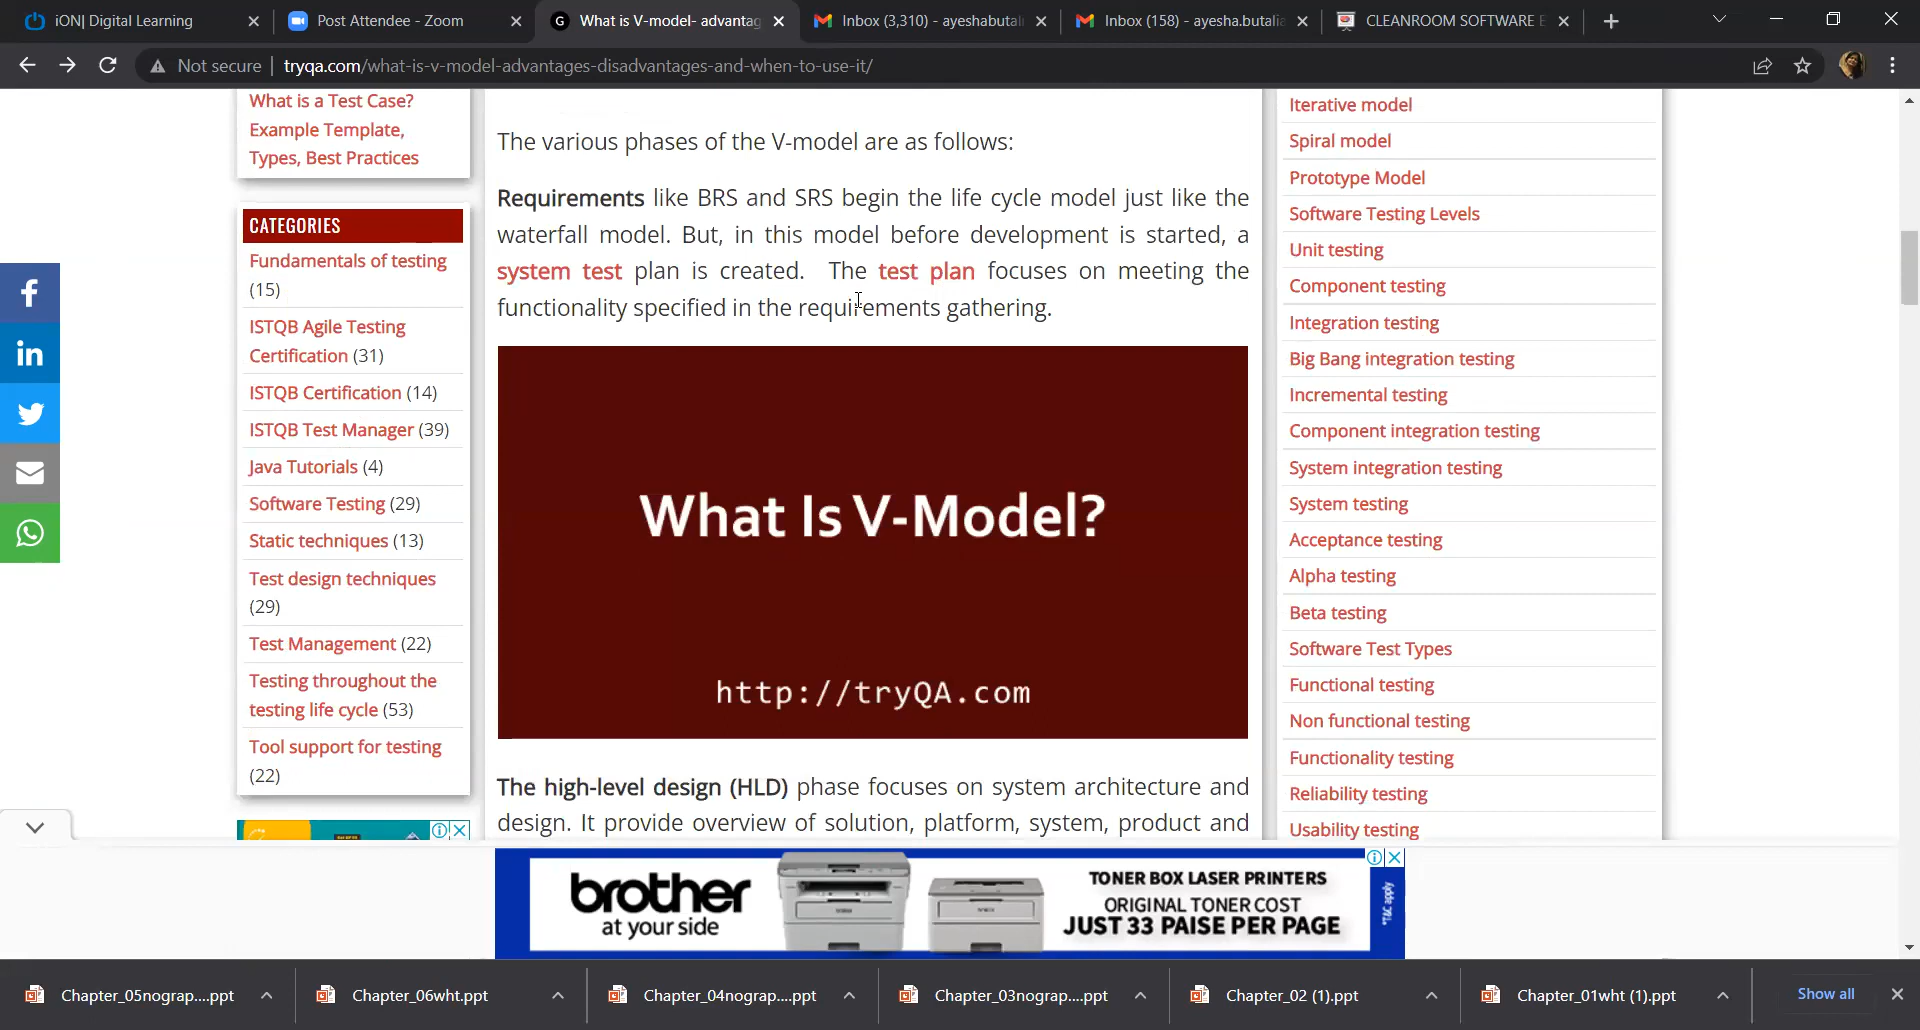 iON| Digital Learning
Post Attendee - Zoom
What is V-model- advantag
Inbox (3,310) - ayeshabutal
Inbox (158) - ayesha.butalia
CLEANROOM SOFTWARE E
Not secure
tryqa.com/what-is-v-model-advantages-disadvantages-and-when-to-use-it/
What is a Test Case?
Example Template,
Types, Best Practices
CATEGORIES
Fundamentals of testing
(15)
ISTQB Agile Testing
Certification (31)
ISTQB Certification (14)
ISTQB Test Manager (39)
Java Tutorials (4)
Software Testing (29)
Static techniques (13)
Test design techniques
(29)
Test Management (22)
Testing throughout the
testing life cycle (53)
Tool support for testing
(22)
The various phases of the V-model are as follows:
Requirements like BRS and SRS begin the life cycle model just like the
waterfall model. But, in this model before development is started, a
system test plan is created. The test plan focuses on meeting the
functionality specified in the requirements gathering.
What Is V-Model?
http://tryQA.com
The high-level design (HLD) phase focuses on system architecture and
design. It provide overview of solution, platform, system, product and
Iterative model
Spiral model
Prototype Model
Software Testing Levels
Unit testing
Component testing
Integration testing
Big Bang integration testing
Incremental testing
Component integration testing
System integration testing
System testing
Acceptance testing
Alpha testing
Beta testing
Software Test Types
Functional testing
Non functional testing
Functionality testing
Reliability testing
Usability testing
brother
at your side
TONER BOX LASER PRINTERS
ORIGINAL TONER COST
JUST 33 PAISE PER PAGE
*T&C apply
Chapter_05nograp....ppt
Chapter_06wht.ppt
Chapter_04nograp....ppt
Chapter_03nograp....ppt
Chapter_02 (1).ppt
Chapter_01wht (1).ppt
Show all